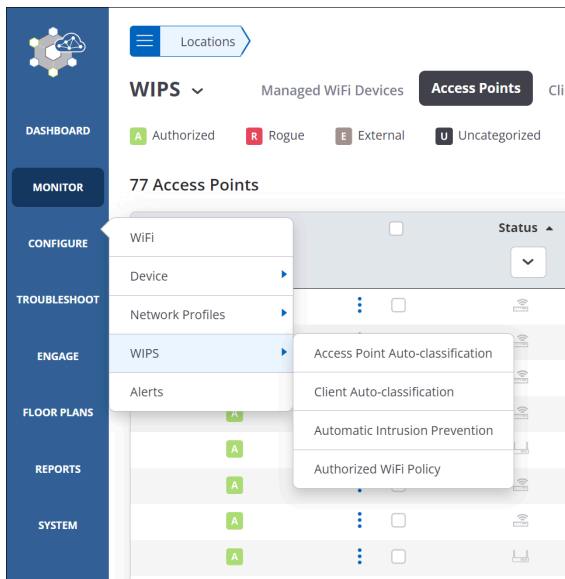 Locations
WIPS Managed WiFi Devices Access Points Cli
DASHBOARD
A Authorized R Rogue E External U Uncategorized
MONITOR
77 Access Points
Status
CONFIGURE
WiFi
Device
TROUBLESHOOT
Network Profiles
ENGAGE
WIPS
Access Point Auto-classification
Alerts
Client Auto-classification
FLOOR PLANS
A
Automatic Intrusion Prevention
A
REPORTS
Authorized WiFi Policy
A
SYSTEM
A
A